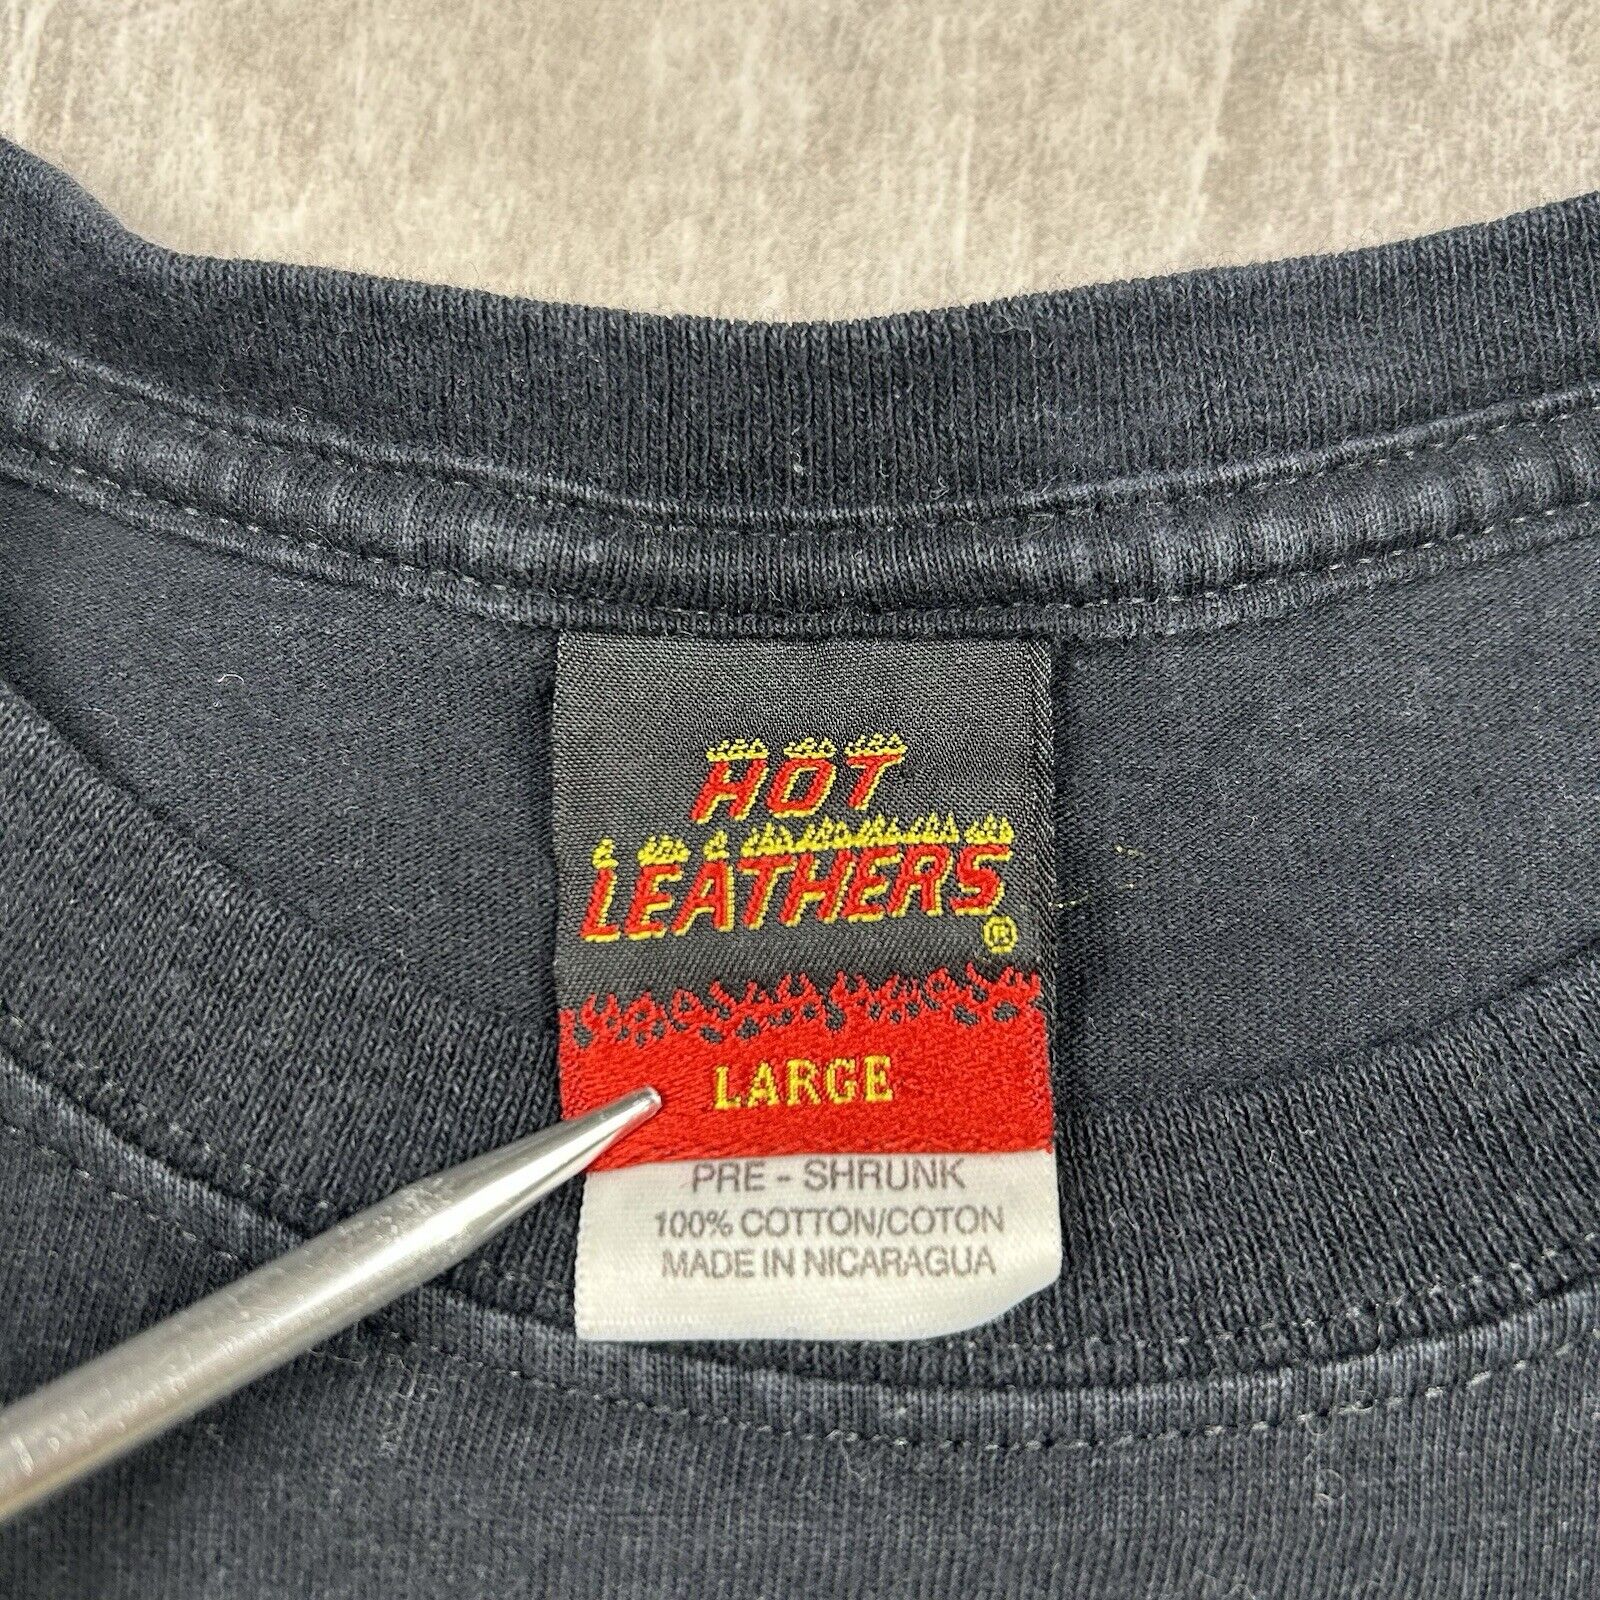 HOT
LEATHERS®
LARGE
PRE - SHRUNK
100% COTTON/COTON
MADE IN NICARAGUA